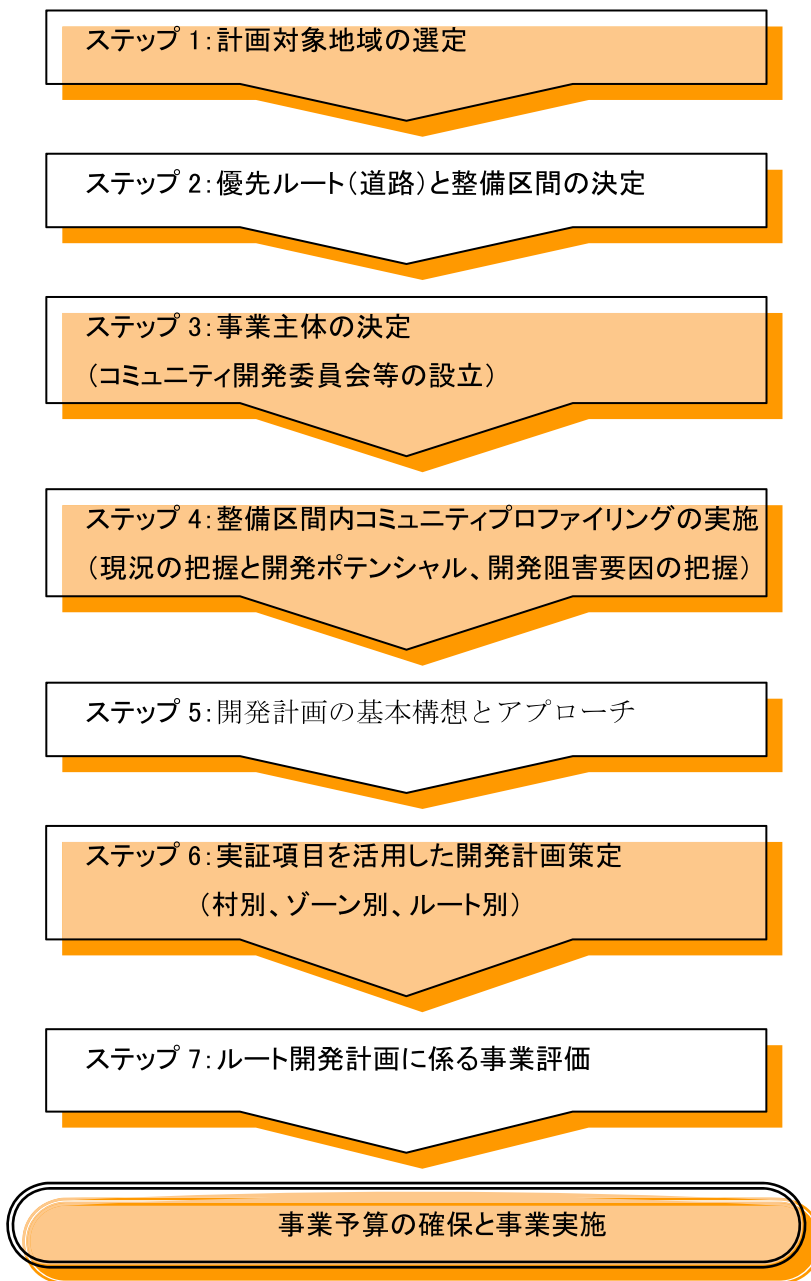 ステップ 1:計画対象地域の選定
ステップ 2:優先ルート(道路)と整備区間の決定
ステップ 3:事業主体の決定
(コミュニティ開発委員会等の設立)
ステップ 4:整備区間内コミュニティプロファイリングの実施
(現況の把握と開発ポテンシャル、開発阻害要因の把握)
ステップ 5:開発計画の基本構想とアプローチ
ステップ 6:実証項目を活用した開発計画策定
(村別、ゾーン別、ルート別)
ステップ 7:ルート開発計画に係る事業評価
事業予算の確保と事業実施